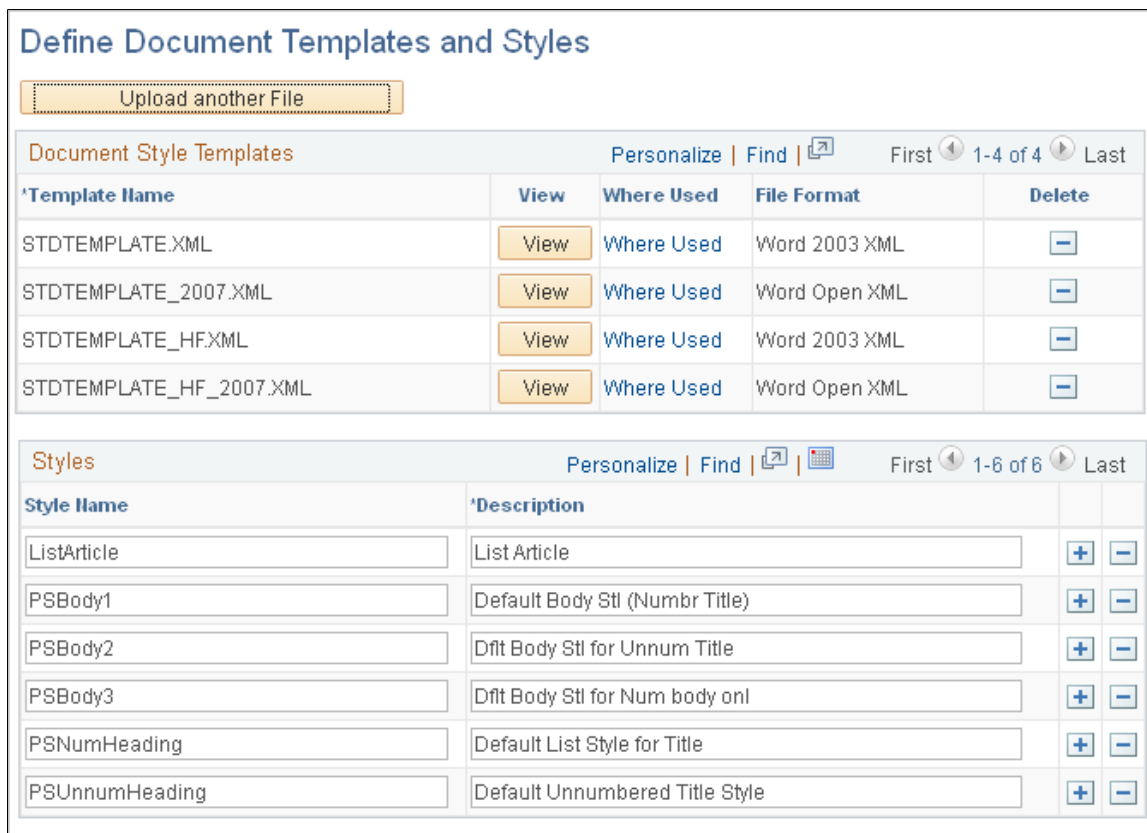 Define Document Templates and Styles
Upload another File
Document Style Templates Personalize | Find | First 1-4 of 4 Last
*Template Name View Where Used File Format Delete
STDTEMPLATE.XML View Where Used Word 2003 XML
STDTEMPLATE_2007.XML View Where Used Word Open XML
STDTEMPLATE_HF.XML View Where Used Word 2003 XML
STDTEMPLATE_HF_2007.XML View Where Used Word Open XML
Styles Personalize | Find | | First 1-6 of 6 Last
Style Name *Description
ListArticle List Article
PSBody1 Default Body Stl (Numbr Title)
PSBody2 Dflt Body Stl for Unnum Title
PSBody3 Dflt Body Stl for Num body onl
PSNumHeading Default List Style for Title
PSUnnumHeading Default Unnumbered Title Style